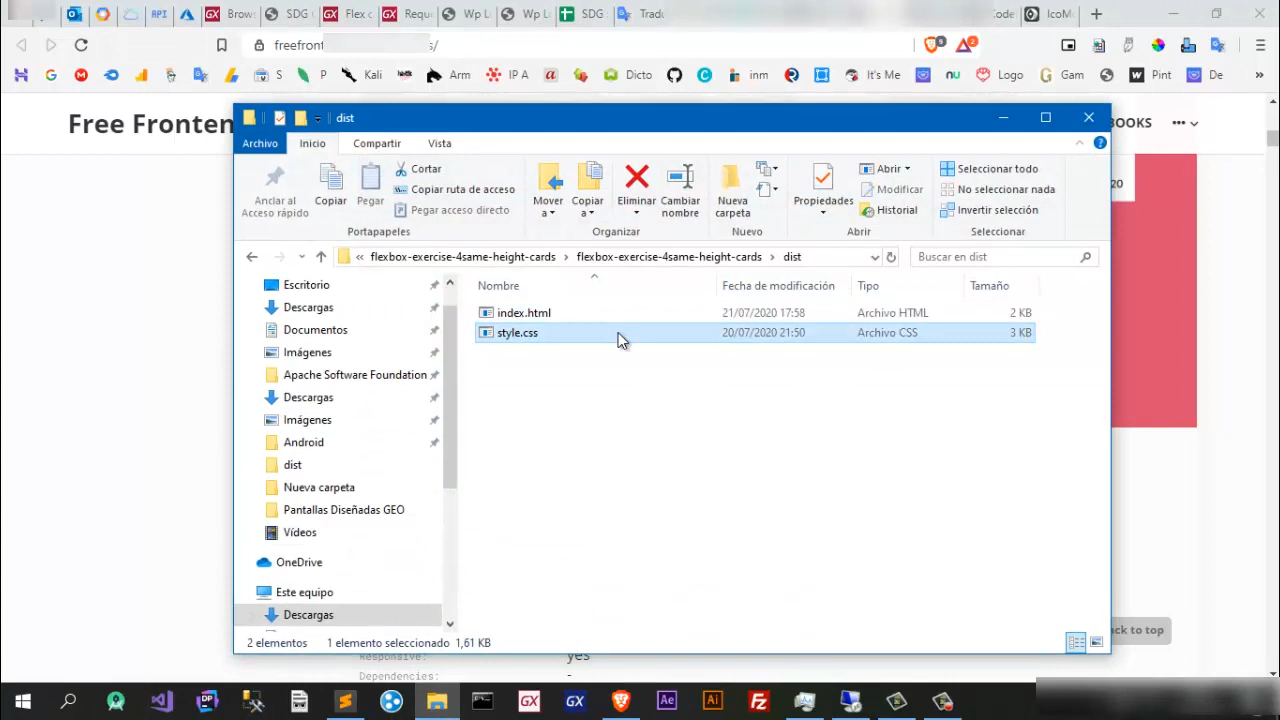 Brow
SDG
Flex c
Reque
Wp Le
Wp Le
SDG
Tradu
Code
IcoMo
freefront
s/
S
P
Kali
Arm
IP A
Dicto
inm
It's Me
Logo
Gam
Pint
De
Free Fronten
BOOKS
20
dist
Archivo Inicio Compartir Vista
Anclar al Acceso rápido
Copiar
Pegar
Cortar
Copiar ruta de acceso
Pegar acceso directo
Mover a
Copiar a
Eliminar
Cambiar nombre
Nueva carpeta
Propiedades
Abrir
Modificar
Historial
Seleccionar todo
No seleccionar nada
Invertir selección
Portapapeles Organizar Nuevo Abrir Seleccionar
« flexbox-exercise-4same-height-cards › flexbox-exercise-4same-height-cards › dist
Buscar en dist
Nombre Fecha de modificación Tipo Tamaño
index.html 21/07/2020 17:58 Archivo HTML 2 KB
style.css 20/07/2020 21:50 Archivo CSS 3 KB
Escritorio
Descargas
Documentos
Imágenes
Apache Software Foundation
Descargas
Imágenes
Android
dist
Nueva carpeta
Pantallas Diseñadas GEO
Vídeos
OneDrive
Este equipo
Descargas
2 elementos 1 elemento seleccionado 1,61 KB
ck to top
Responsive: yes
Dependencies: -